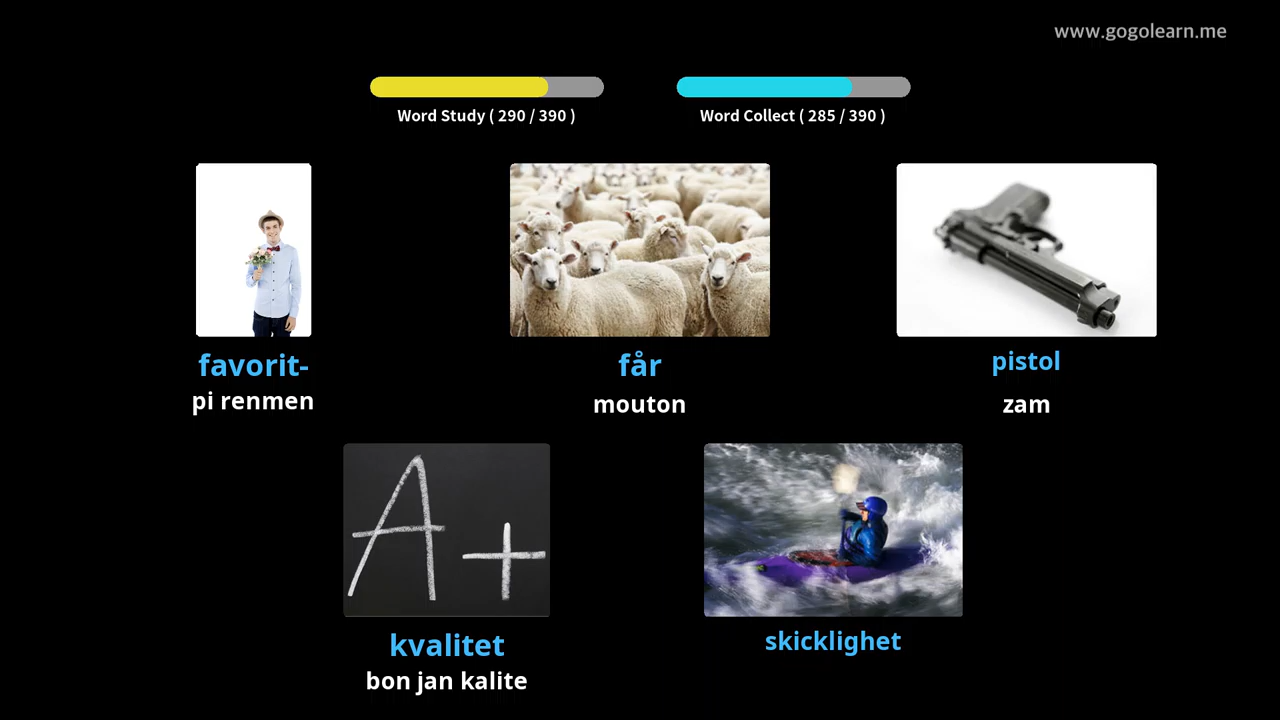 www.gogolearn.me
Word Study ( 290 / 390 )
Word Collect ( 285 / 390 )
favorit-
pi renmen
får
mouton
pistol
zam
A+
kvalitet
bon jan kalite
skicklighet